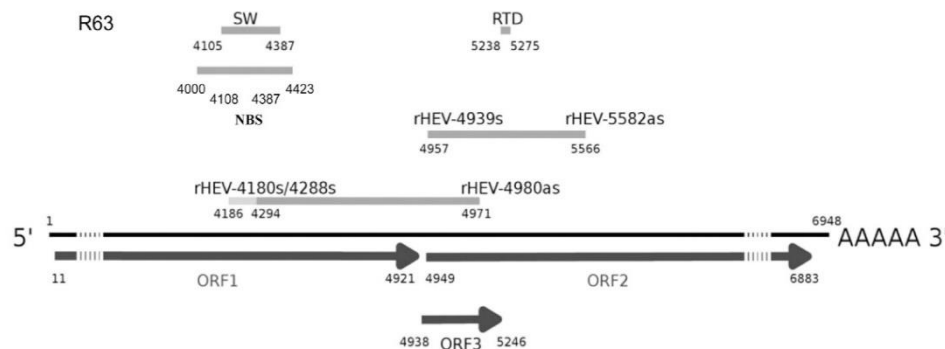 R63
SW
RTD
4105 4387
5238 5275
4000 4423
4108 4387
NBS
rHEV-4939s rHEV-5582as
4957 5566
rHEV-4180s/4288s rHEV-4980as
4186 4294 4971
1 6948
5' AAAAA 3'
11 ORF1 4921 4949 ORF2 6883
4938 ORF3 5246